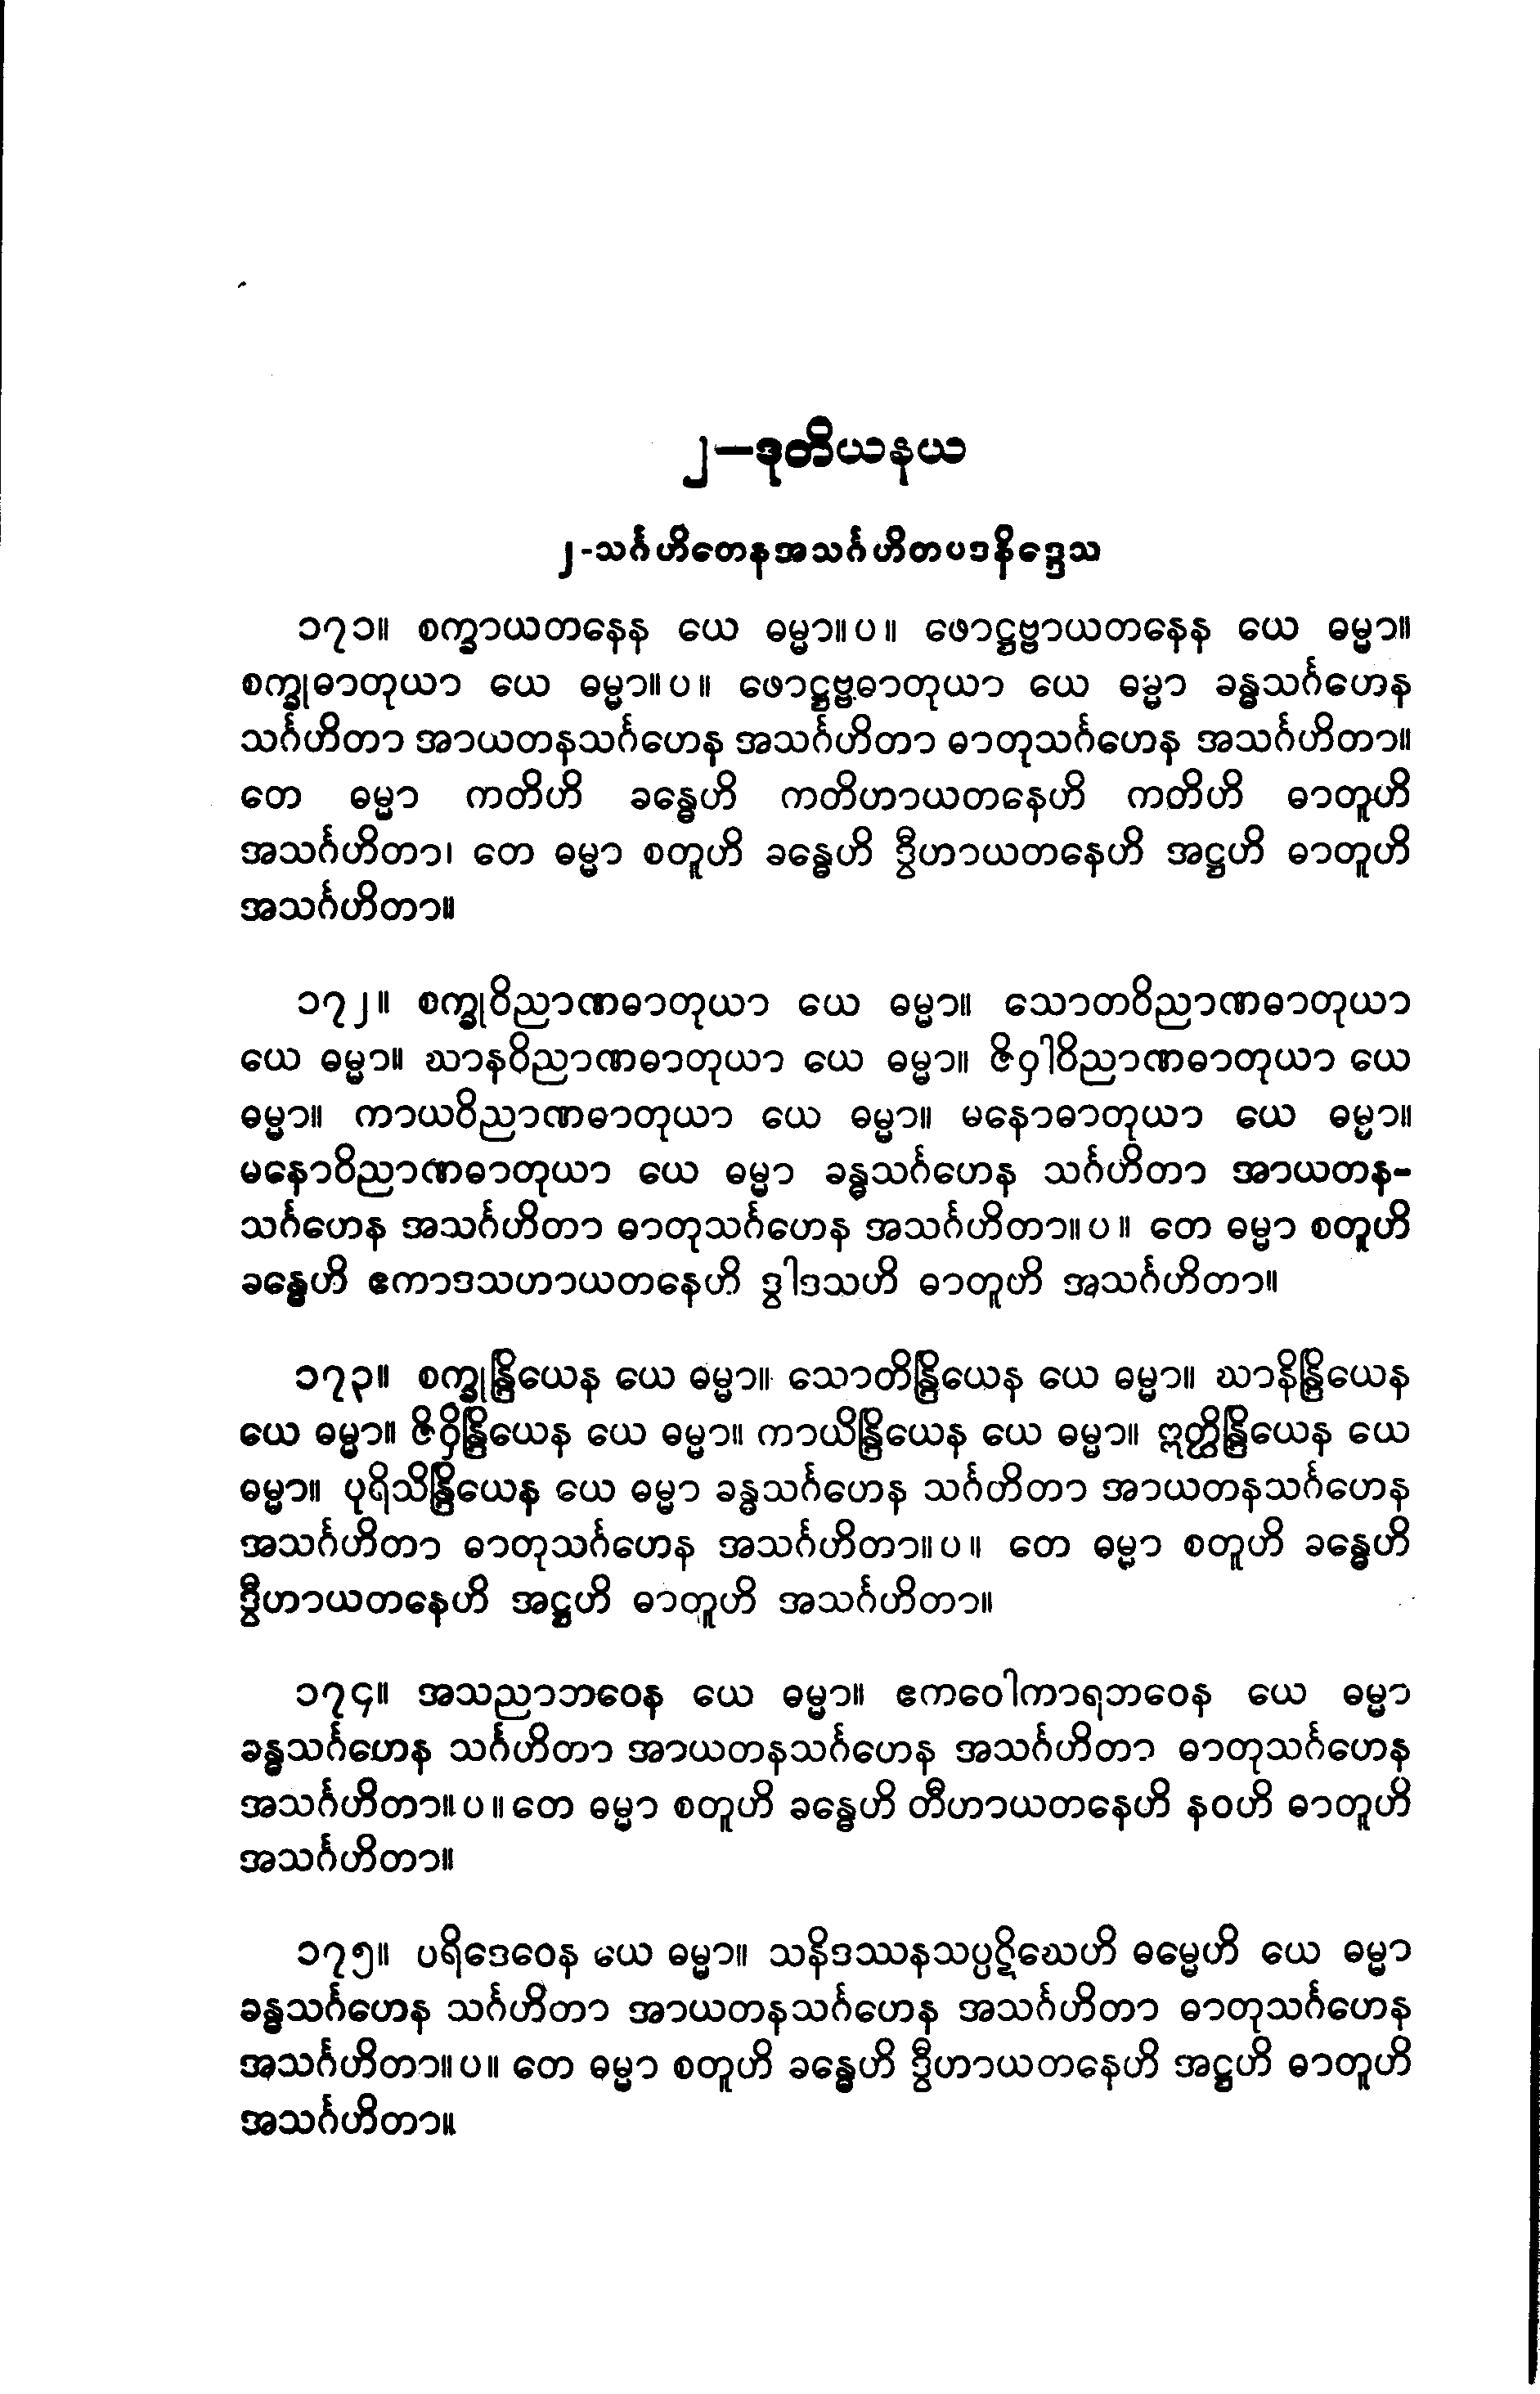 ၂—ဒုတိယနယ
၂-သင်္ဂဟိတေနအသင်္ဂဟိတပဒနိဒ္ဒေသ
၁၇၁။ စက္ခာယတနေန ယေ ဓမ္မာ။ပ။ ဖောဋ္ဌဗ္ဗာယတနေန ယေ ဓမ္မာ။
စက္ခုဓာတုယာ ယေ ဓမ္မာ။ပ။ ဖောဋ္ဌဗ္ဗဓာတုယာ ယေ ဓမ္မာ ခန္ဓသင်္ဂဟေန
သင်္ဂဟိတာ အာယတနသင်္ဂဟေန အသင်္ဂဟိတာ ဓာတုသင်္ဂဟေန အသင်္ဂဟိတာ။
တေ ဓမ္မာ ကတိဟိ ခန္ဓေဟိ ကတိဟာယတနေဟိ ကတိဟိ ဓာတူဟိ
အသင်္ဂဟိတာ၊ တေ ဓမ္မာ စတူဟိ ခန္ဓေဟိ ဒွီဟာယတနေဟိ အဋ္ဌဟိ ဓာတူဟိ
အသင်္ဂဟိတာ။
၁၇၂။ စက္ခုဝိညာဏဓာတုယာ ယေ ဓမ္မာ။ သောတဝိညာဏဓာတုယာ
ယေ ဓမ္မာ။ ဃာနဝိညာဏဓာတုယာ ယေ ဓမ္မာ။ ဇိဝှါဝိညာဏဓာတုယာ ယေ
ဓမ္မာ။ ကာယဝိညာဏဓာတုယာ ယေ ဓမ္မာ။ မနောဓာတုယာ ယေ ဓမ္မာ။
မနောဝိညာဏဓာတုယာ ယေ ဓမ္မာ ခန္ဓသင်္ဂဟေန သင်္ဂဟိတာ အာယတန-
သင်္ဂဟေန အသင်္ဂဟိတာ ဓာတုသင်္ဂဟေန အသင်္ဂဟိတာ။ပ။ တေ ဓမ္မာ စတူဟိ
ခန္ဓေဟိ ဧကာဒသဟာယတနေဟိ ဒွါဒသဟိ ဓာတူဟိ အသင်္ဂဟိတာ။
၁၇၃။ စက္ခုန္ဒြိယေန ယေ ဓမ္မာ။ သောတိန္ဒြိယေန ယေ ဓမ္မာ။ ဃာနိန္ဒြိယေန
ယေ ဓမ္မာ။ ဇိဝှိန္ဒြိယေန ယေ ဓမ္မာ။ ကာယိန္ဒြိယေန ယေ ဓမ္မာ။ ဣတ္ထိန္ဒြိယေန ယေ
ဓမ္မာ။ ပုရိသိန္ဒြိယေန ယေ ဓမ္မာ ခန္ဓသင်္ဂဟေန သင်္ဂဟိတာ အာယတနသင်္ဂဟေန
အသင်္ဂဟိတာ ဓာတုသင်္ဂဟေန အသင်္ဂဟိတာ။ပ။ တေ ဓမ္မာ စတူဟိ ခန္ဓေဟိ
ဒွီဟာယတနေဟိ အဋ္ဌဟိ ဓာတူဟိ အသင်္ဂဟိတာ။
၁၇၄။ အသညာဘဝေန ယေ ဓမ္မာ။ ဧကဝေါကာရဘဝေန ယေ ဓမ္မာ
ခန္ဓသင်္ဂဟေန သင်္ဂဟိတာ အာယတနသင်္ဂဟေန အသင်္ဂဟိတာ ဓာတုသင်္ဂဟေန
အသင်္ဂဟိတာ။ပ။ တေ ဓမ္မာ စတူဟိ ခန္ဓေဟိ တီဟာယတနေဟိ နဝဟိ ဓာတူဟိ
အသင်္ဂဟိတာ။
၁၇၅။ ပရိဒေဝေန ယေ ဓမ္မာ။ သနိဒဿနသပ္ပဋိဃေဟိ ဓမ္မေဟိ ယေ ဓမ္မာ
ခန္ဓသင်္ဂဟေန သင်္ဂဟိတာ အာယတနသင်္ဂဟေန အသင်္ဂဟိတာ ဓာတုသင်္ဂဟေန
အသင်္ဂဟိတာ။ပ။ တေ ဓမ္မာ စတူဟိ ခန္ဓေဟိ ဒွီဟာယတနေဟိ အဋ္ဌဟိ ဓာတူဟိ
အသင်္ဂဟိတာ။